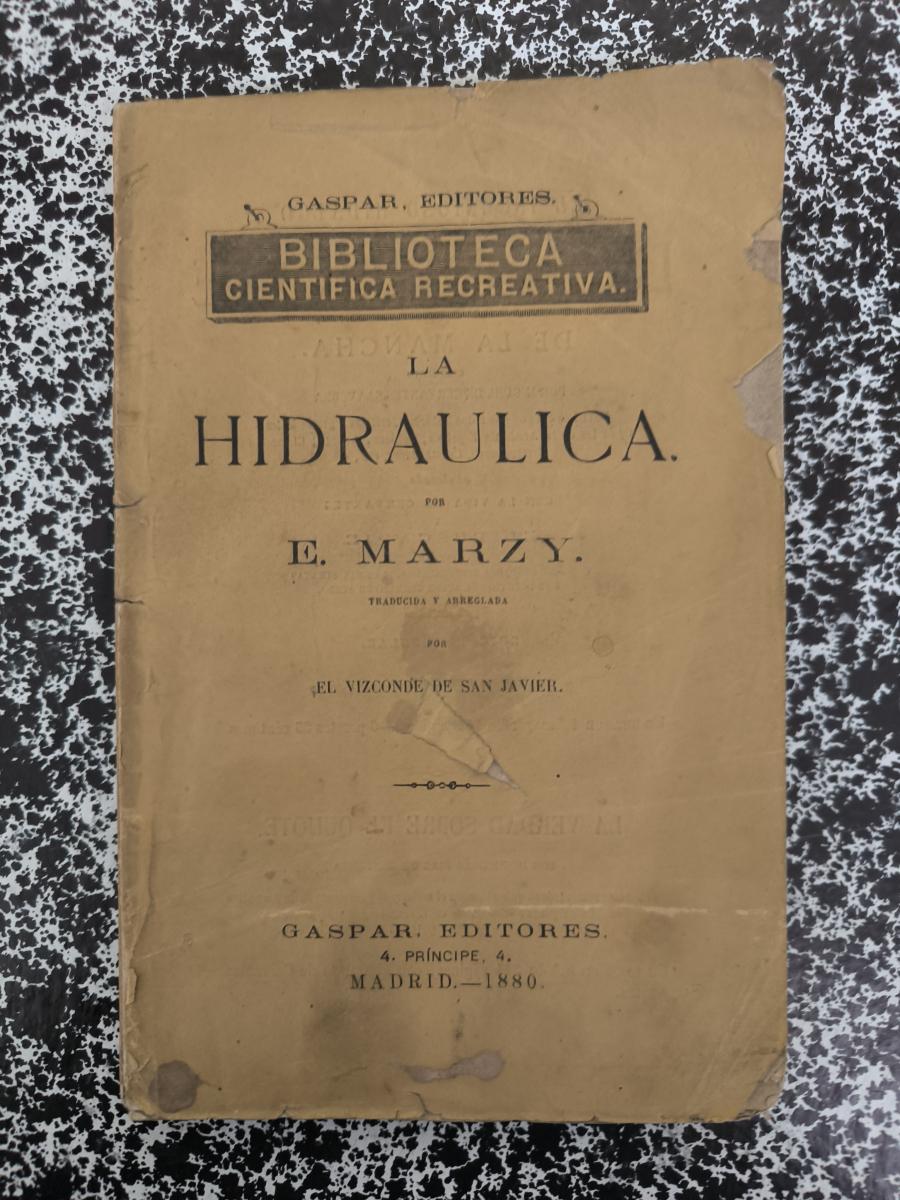 GASPAR, EDITORES.
BIBLIOTECA
CIENTIFICA RECREATIVA.
LA
HIDRAULICA.
POR
E. MARZY.
TRADUCIDA Y ARREGLADA
POR
EL VIZCONDE DE SAN JAVIER.
GASPAR, EDITORES.
4. PRÍNCIPE, 4.
MADRID.—1880.